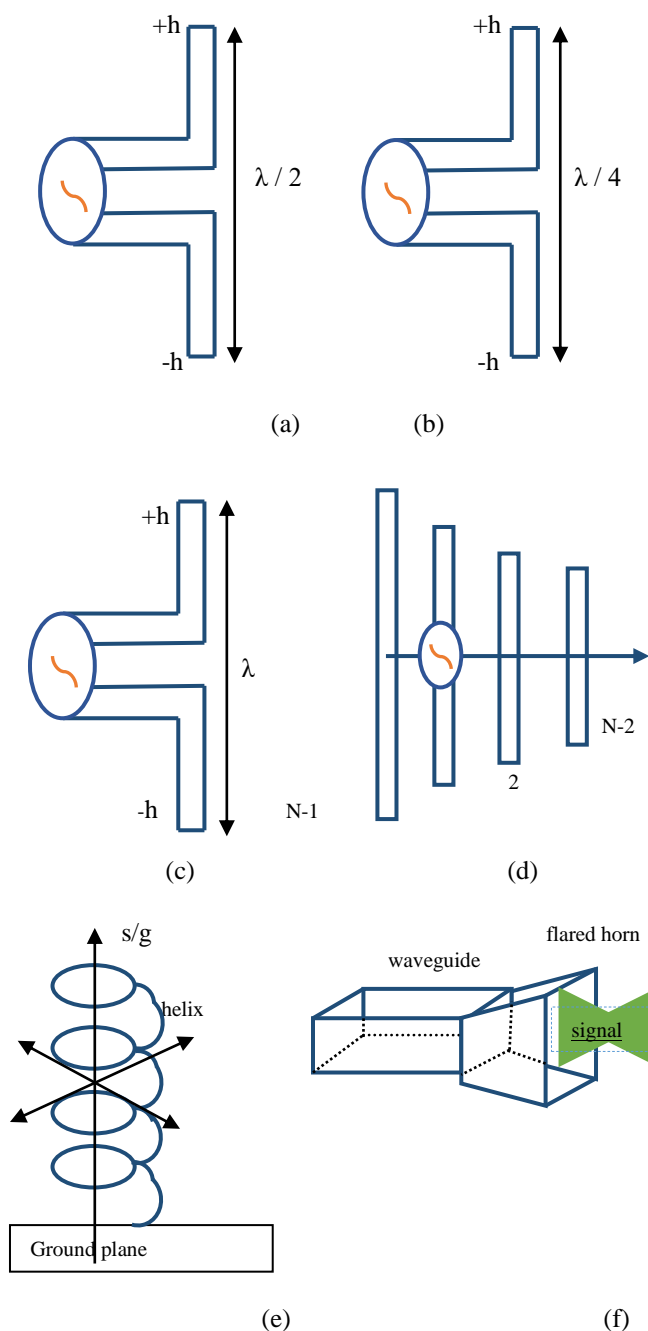 +h +h
λ / 2 λ / 4
-h -h
(a) (b)
+h
λ
N-2
2
-h N-1
(c) (d)
s/g flared horn
waveguide
helix
signal
Ground plane
(e) (f)